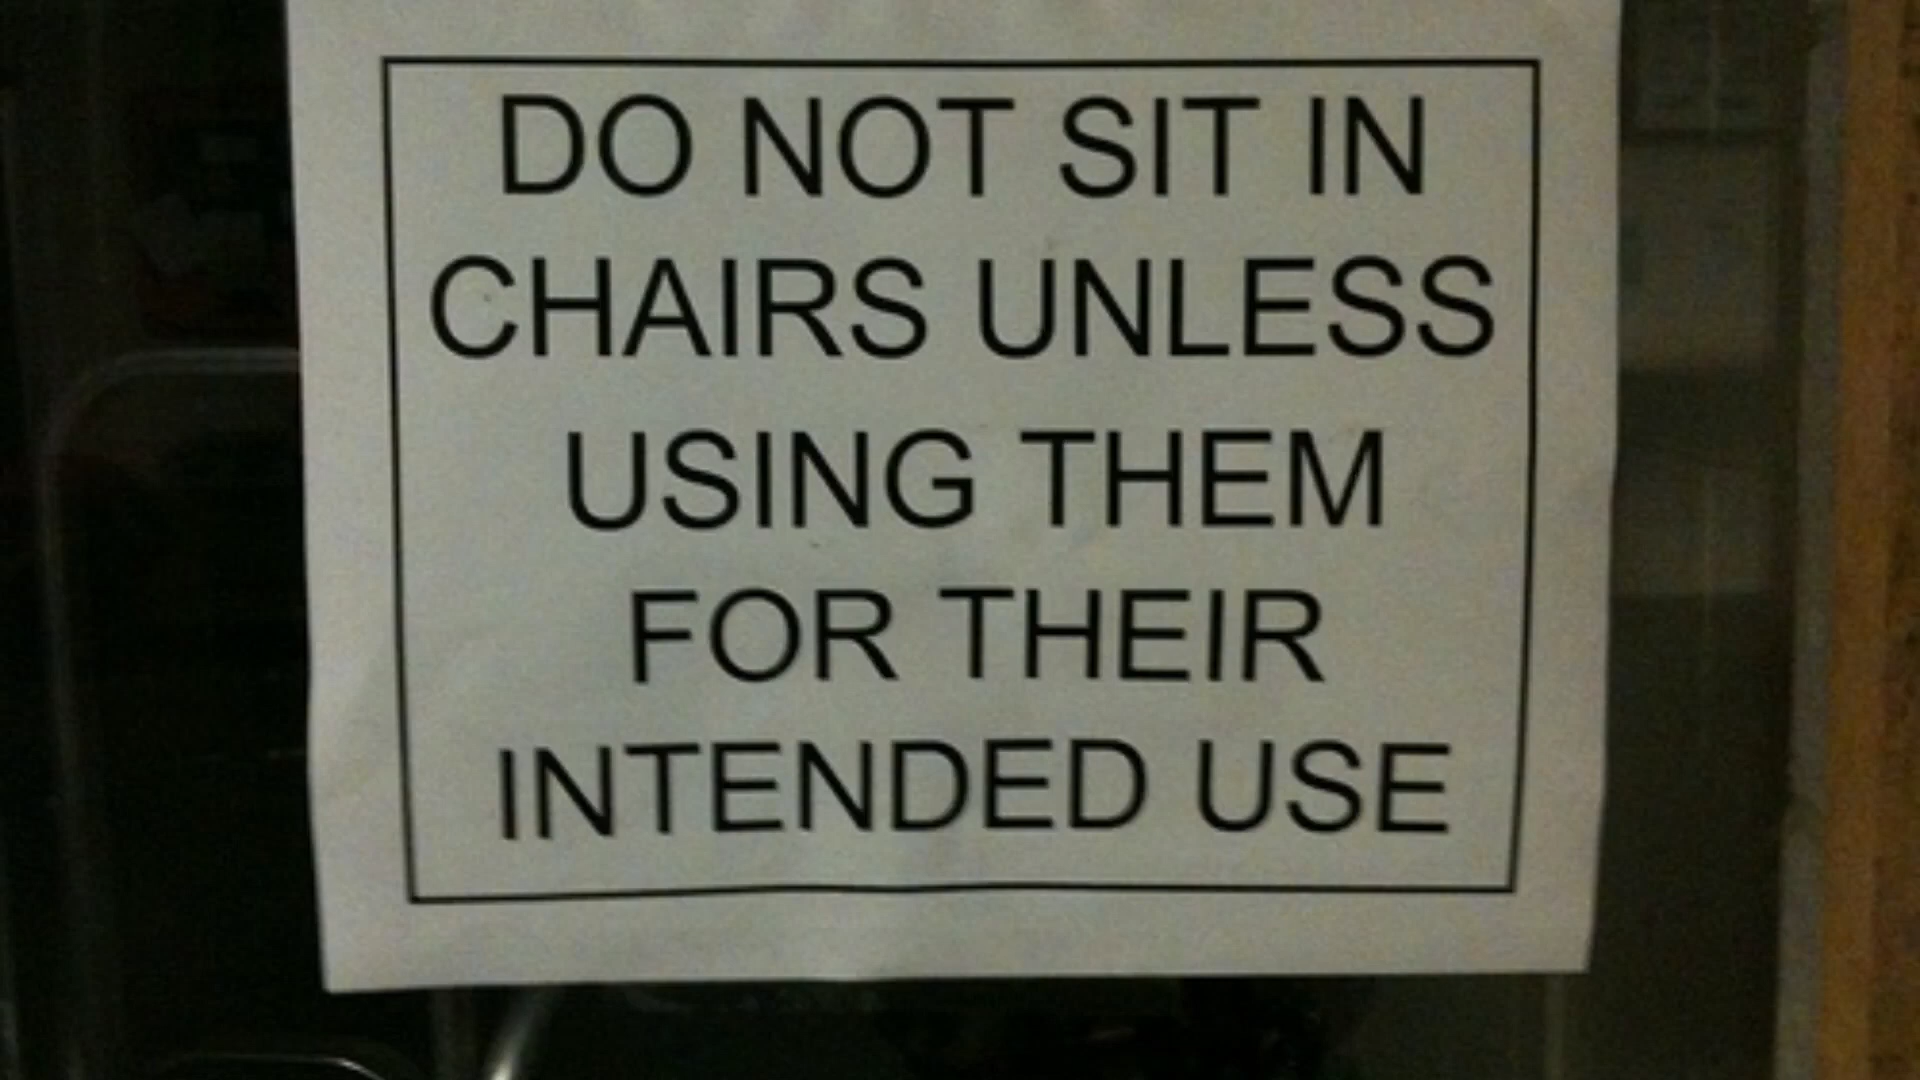 DO NOT SIT IN
CHAIRS UNLESS
USING THEM
FOR THEIR
INTENDED USE